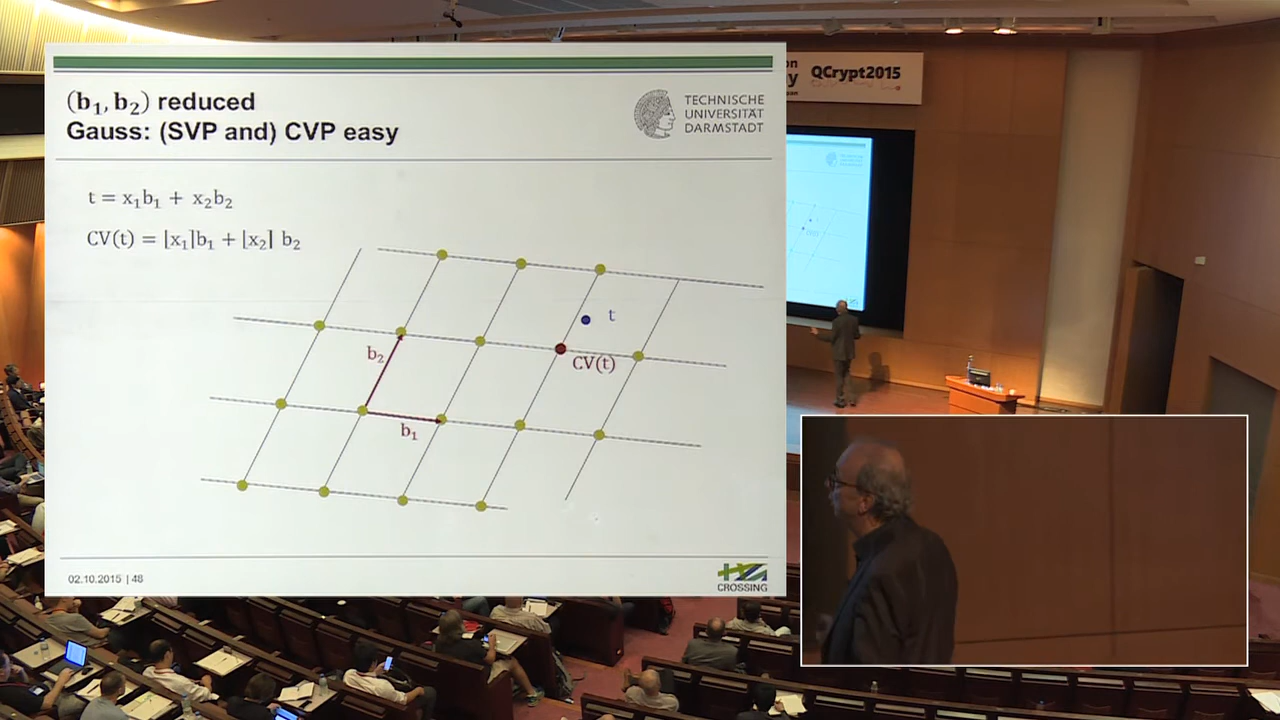 (b₁, b₂) reduced
Gauss: (SVP and) CVP easy
TECHNISCHE
UNIVERSITÄT
DARMSTADT
t = x₁b₁ + x₂b₂
CV(t) = ⌊x₁⌉b₁ + ⌊x₂⌉ b₂
t
CV(t)
b₂
b₁
02.10.2015 | 48
CROSSING
QCrypt2015